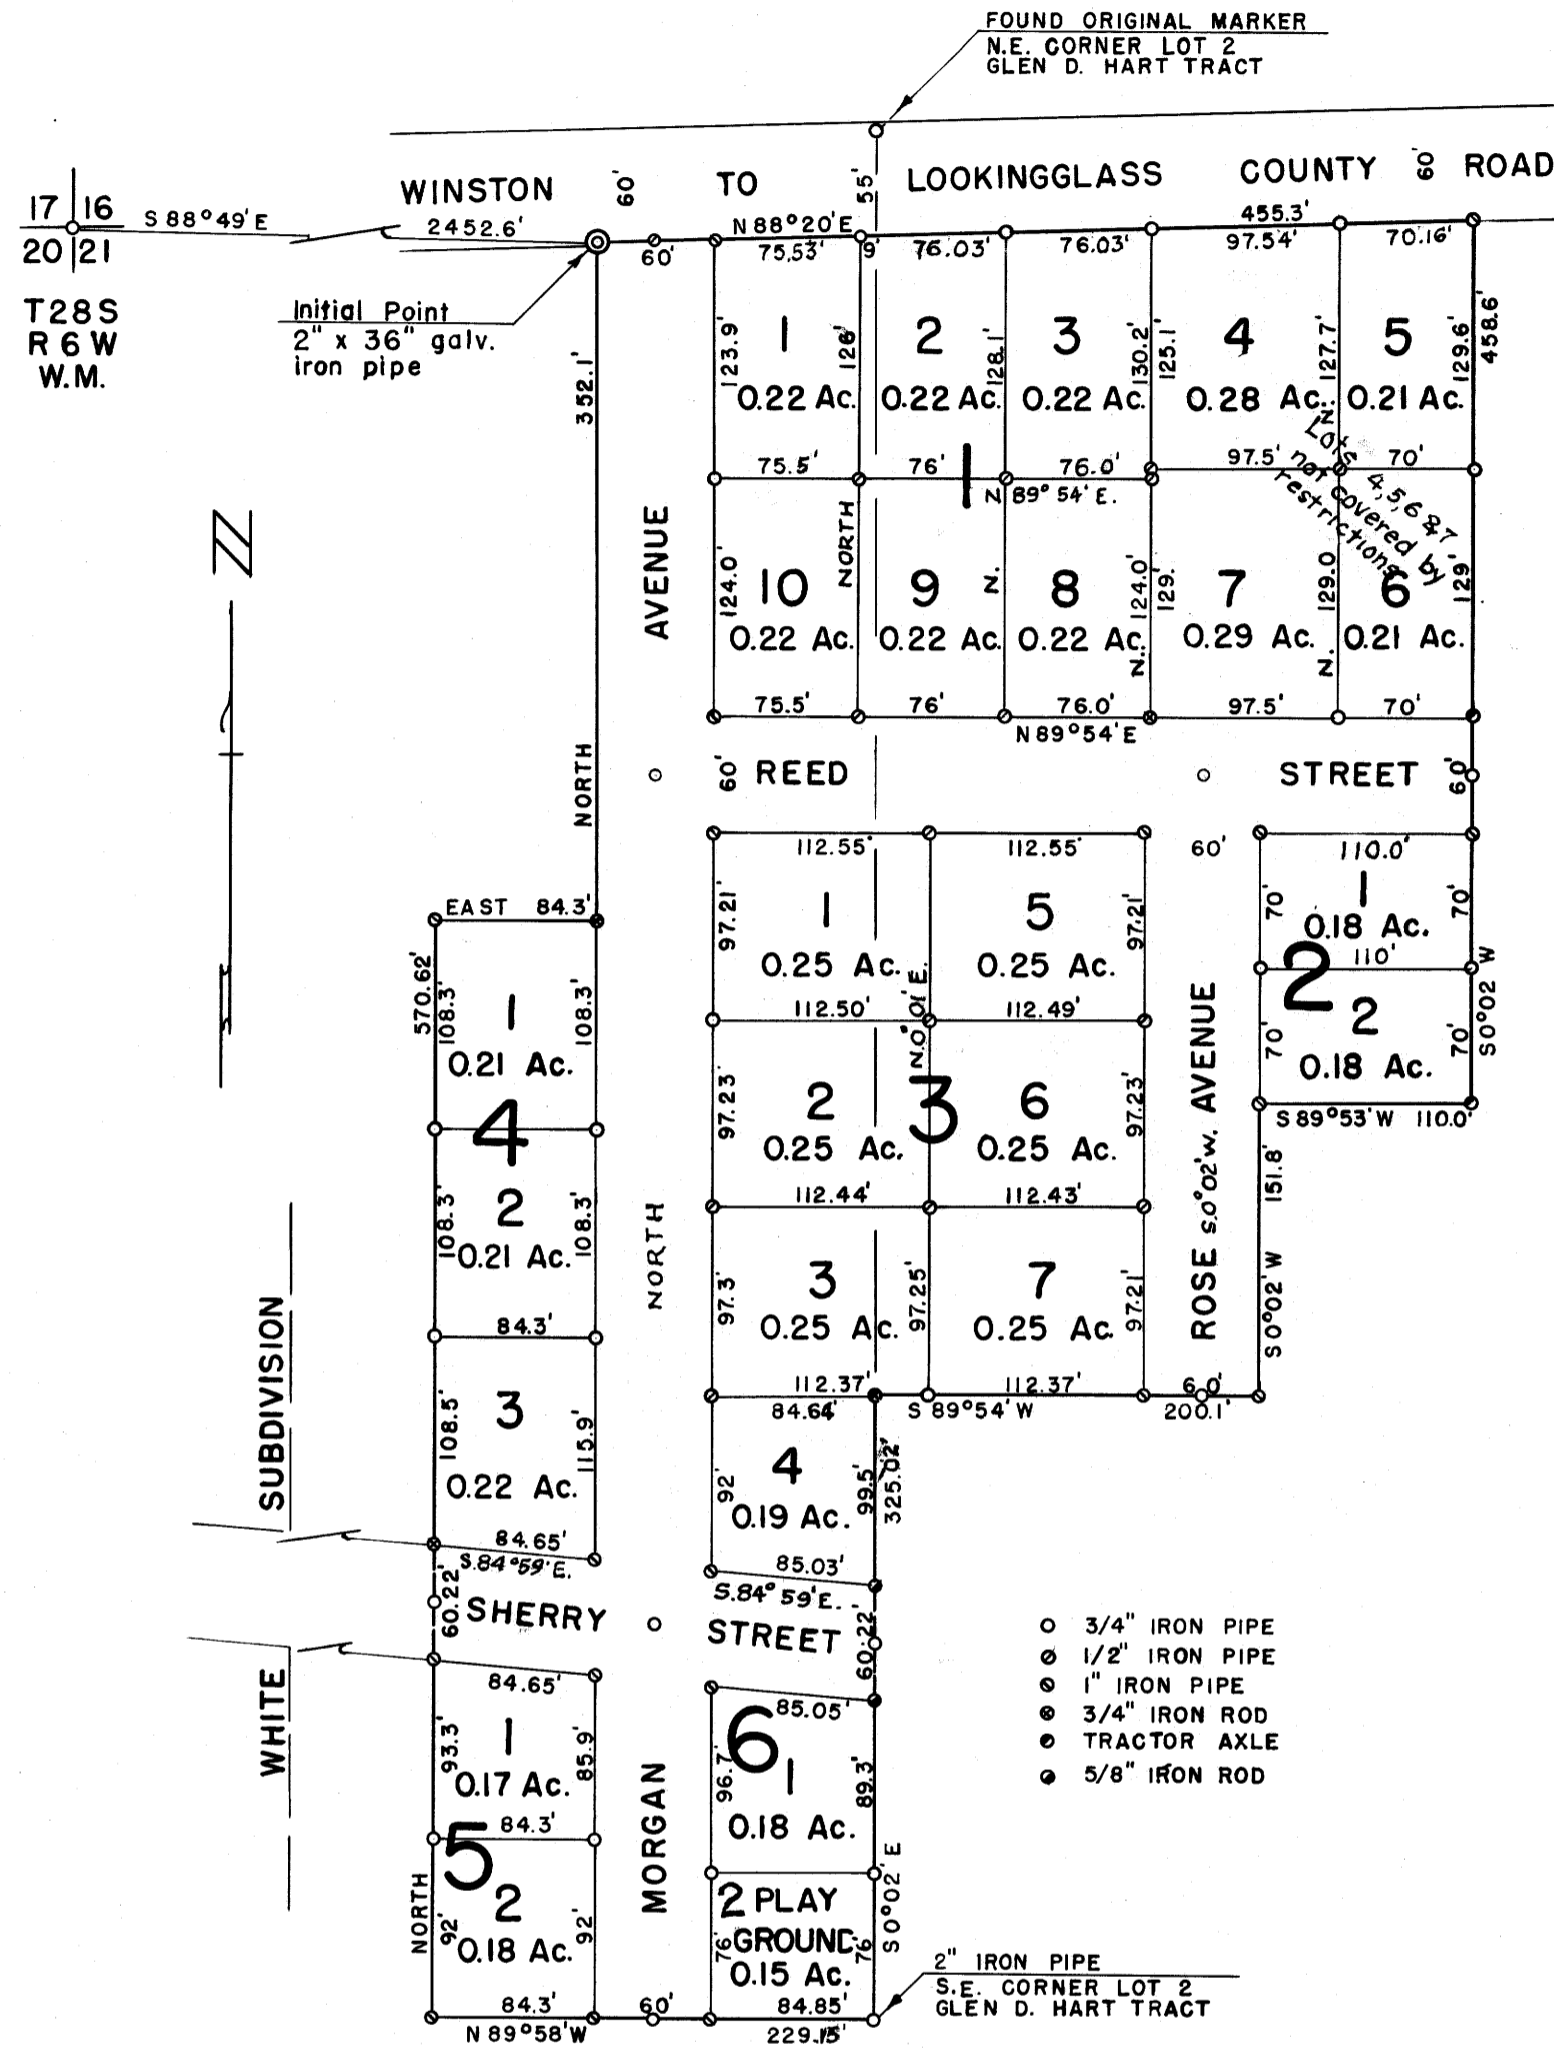 FOUND ORIGINAL MARKER
N.E. CORNER LOT 2
GLEN D. HART TRACT
WINSTON 60' TO 55' LOOKINGGLASS COUNTY 60' ROAD
17 16
20 21
S 88°49' E
2452.6'
N 88°20' E
455.3'
60'
75.53'
9'
76.03'
76.03'
97.54'
70.16'
T28S
R 6 W
W.M.
Initial Point
2" x 36" galv.
iron pipe
352.1'
NORTH
123.9'
1
0.22 Ac.
126'
2
0.22 Ac.
128.1'
3
0.22 Ac.
130.2'
125.1'
4
0.28 Ac.
127.7'
N.
5
0.21 Ac.
129.6'
458.6'
Lots 4,5,6 & 7
not covered by
restrictions
75.5'
76'
1
76.0'
97.5'
70'
N 89° 54' E.
N
AVENUE
124.0'
10
0.22 Ac.
NORTH
9
0.22 Ac.
N.
8
0.22 Ac.
124.0'
N.
129.
7
0.29 Ac.
129.0
N.
6
0.21 Ac.
129'
75.5'
76'
76.0'
97.5'
70'
N 89°54' E
60'
REED
STREET
60'
112.55'
112.55'
60'
110.0'
EAST 84.3'
97.21'
1
0.25 Ac.
5
0.25 Ac.
97.21'
70'
1
0.18 Ac.
70'
110'
2
N.0° 01' E.
112.50'
112.49'
570.62'
108.3'
1
0.21 Ac.
108.3'
97.23'
2
0.25 Ac.
3
6
0.25 Ac.
97.23'
70'
2
0.18 Ac.
70'
S 0°02 W
S 89°53' W 110.0'
4
108.3'
2
0.21 Ac.
108.3'
112.44'
112.43'
NORTH
ROSE S.0°02'W. AVENUE
151.8'
S 0°02' W
97.3'
3
0.25 Ac.
97.25'
7
0.25 Ac.
97.21'
84.3'
112.37'
112.37'
60'
S 89°54' W
200.1'
SUBDIVISION
108.5'
3
0.22 Ac.
115.9'
84.64'
92'
4
0.19 Ac.
99.5'
325.02'
84.65'
S.84°59' E.
85.03'
S.84° 59' E.
60.22'
SHERRY
STREET
60.22'
84.65'
85.05'
3/4" IRON PIPE
1/2" IRON PIPE
1" IRON PIPE
3/4" IRON ROD
TRACTOR AXLE
5/8" IRON ROD
WHITE
93.3'
1
0.17 Ac.
85.9'
84.3'
96.7'
6
1
0.18 Ac.
89.3'
MORGAN
NORTH
5
92'
2
0.18 Ac.
92'
2 PLAY
GROUND
0.15 Ac.
76'
76'
S 0°02' E
84.3'
60'
84.85'
N 89°58' W
229.15'
2" IRON PIPE
S.E. CORNER LOT 2
GLEN D. HART TRACT